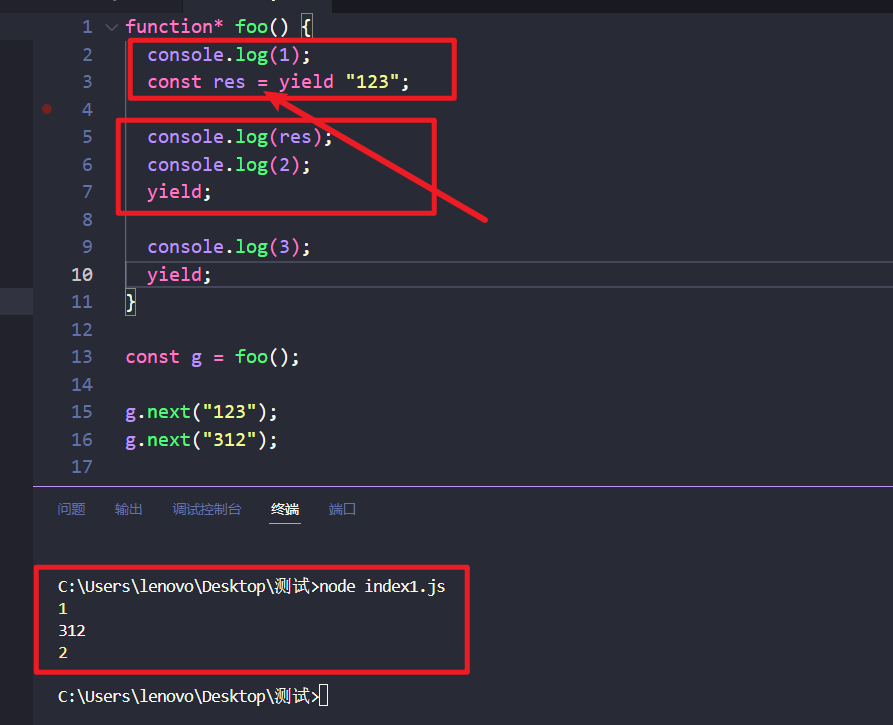 1 function* foo() {
2 console.log(1);
3 const res = yield "123";
4
5 console.log(res);
6 console.log(2);
7 yield;
8
9 console.log(3);
10 yield;
11 }
12
13 const g = foo();
14
15 g.next("123");
16 g.next("312");
17
问题 输出 调试控制台 终端 端口
C:\Users\lenovo\Desktop\测试>node index1.js
1
312
2
C:\Users\lenovo\Desktop\测试>